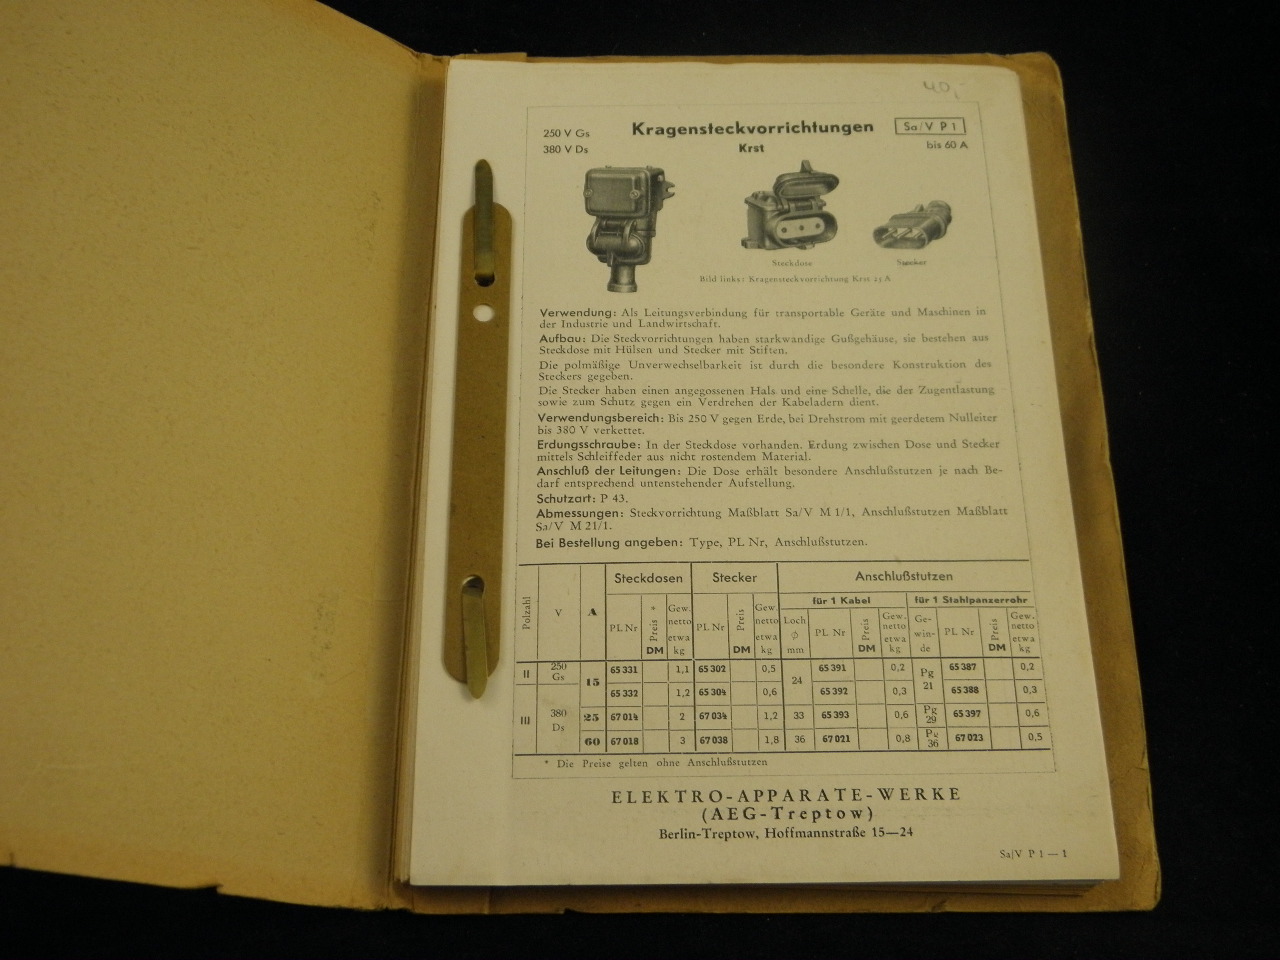 40,-
250 V Gs
Kragensteckvorrichtungen
Sa/V P 1
380 V Ds
Krst
bis 60 A
Steckdose
Stecker
Bild links: Kragensteckvorrichtung Krst 25 A
Verwendung: Als Leitungsverbindung für transportable Geräte und Maschinen in
der Industrie und Landwirtschaft.
Aufbau: Die Steckvorrichtungen haben starkwandige Gußgehäuse, sie bestehen aus
Steckdose mit Hülsen und Stecker mit Stiften.
Die polmäßige Unverwechselbarkeit ist durch die besondere Konstruktion des
Steckers gegeben.
Die Stecker haben einen angegossenen Hals und eine Schelle, die der Zugentlastung
sowie zum Schutz gegen ein Verdrehen der Kabeladern dient.
Verwendungsbereich: Bis 250 V gegen Erde, bei Drehstrom mit geerdetem Nulleiter
bis 380 V verkettet.
Erdungsschraube: In der Steckdose vorhanden. Erdung zwischen Dose und Stecker
mittels Schleiffeder aus nicht rostendem Material.
Anschluß der Leitungen: Die Dose erhält besondere Anschlußstutzen je nach Be-
darf entsprechend untenstehender Aufstellung.
Schutzart: P 43.
Abmessungen: Steckvorrichtung Maßblatt Sa/V M 1/1, Anschlußstutzen Maßblatt
Sa/V M 21/1.
Bei Bestellung angeben: Type, PL Nr, Anschlußstutzen.
Polzahl V A Steckdosen Stecker Anschlußstutzen
für 1 Kabel für 1 Stahlpanzerrohr
PL Nr * Preis DM Gew. netto etwa kg PL Nr Preis DM Gew. netto etwa kg Loch ϕ mm PL Nr Preis DM Gew. netto etwa kg Ge-win-de PL Nr Preis DM Gew. netto etwa kg
II 250 Gs 15 65 331 1,1 65 302 0,5 24 65 391 0,2 Pg 21 65 387 0,2
III 380 Ds 65 332 1,2 65 304 0,6 65 392 0,3 65 388 0,3
25 67 014 2 67 034 1,2 33 65 393 0,6 Pg 29 65 397 0,6
60 67 018 3 67 038 1,8 36 67 021 0,8 Pg 36 67 023 0,5
* Die Preise gelten ohne Anschlußstutzen
ELEKTRO-APPARATE-WERKE
(AEG-Treptow)
Berlin-Treptow, Hoffmannstraße 15—24
Sa/V P 1 — 1